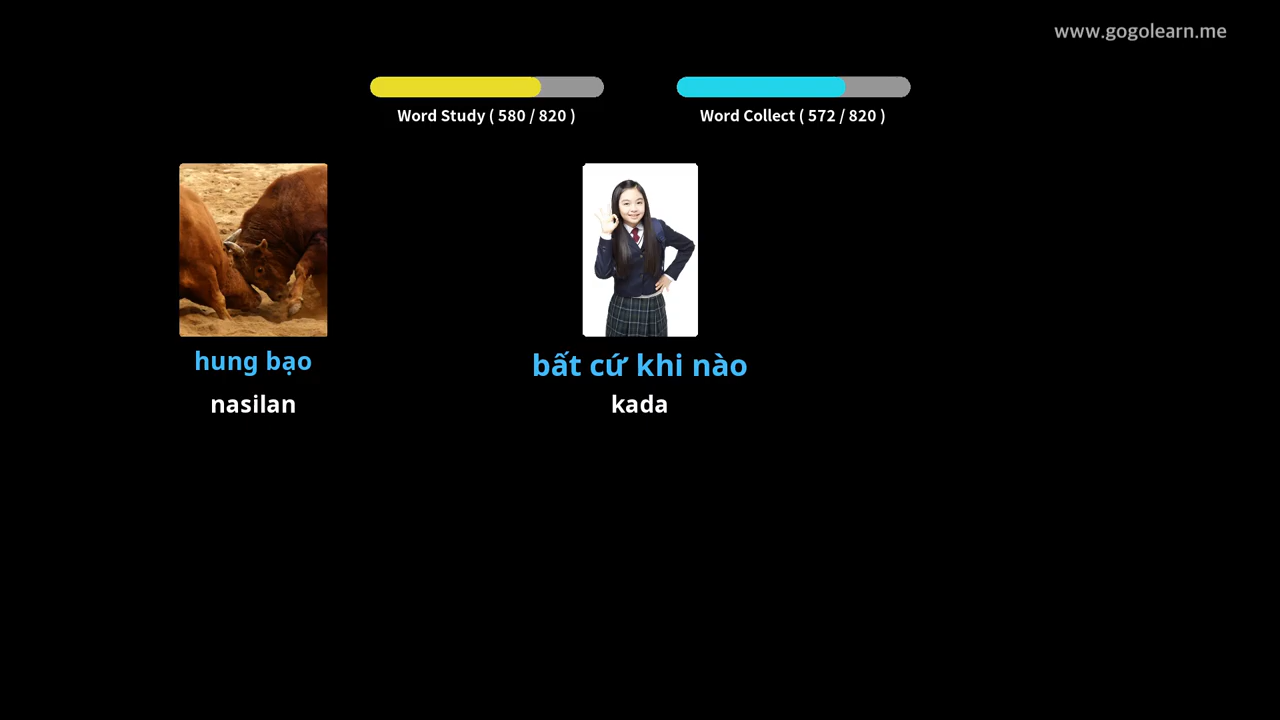 www.gogolearn.me
Word Study ( 580 / 820 )
Word Collect ( 572 / 820 )
hung bạo
nasilan
bất cứ khi nào
kada